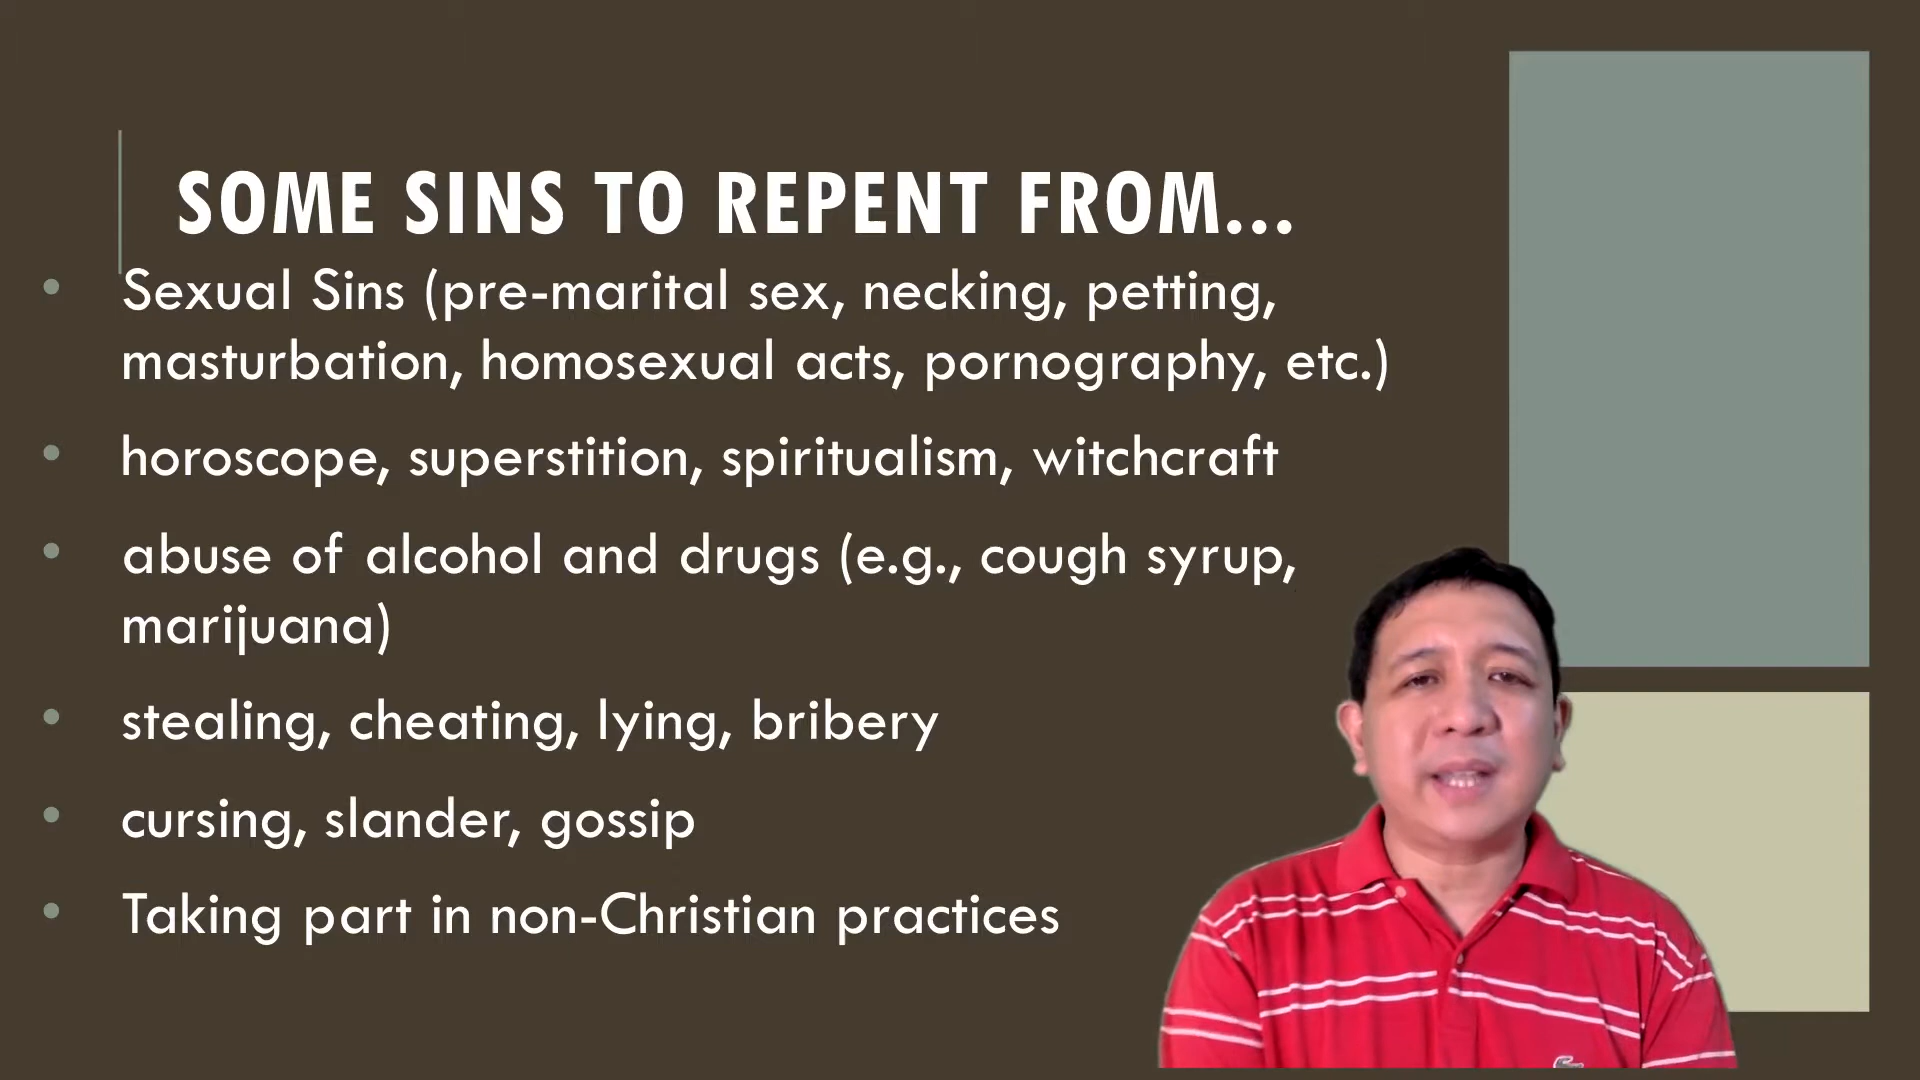 SOME SINS TO REPENT FROM...
• Sexual Sins (pre-marital sex, necking, petting,
masturbation, homosexual acts, pornography, etc.)
• horoscope, superstition, spiritualism, witchcraft
• abuse of alcohol and drugs (e.g., cough syrup,
marijuana)
• stealing, cheating, lying, bribery
• cursing, slander, gossip
• Taking part in non-Christian practices